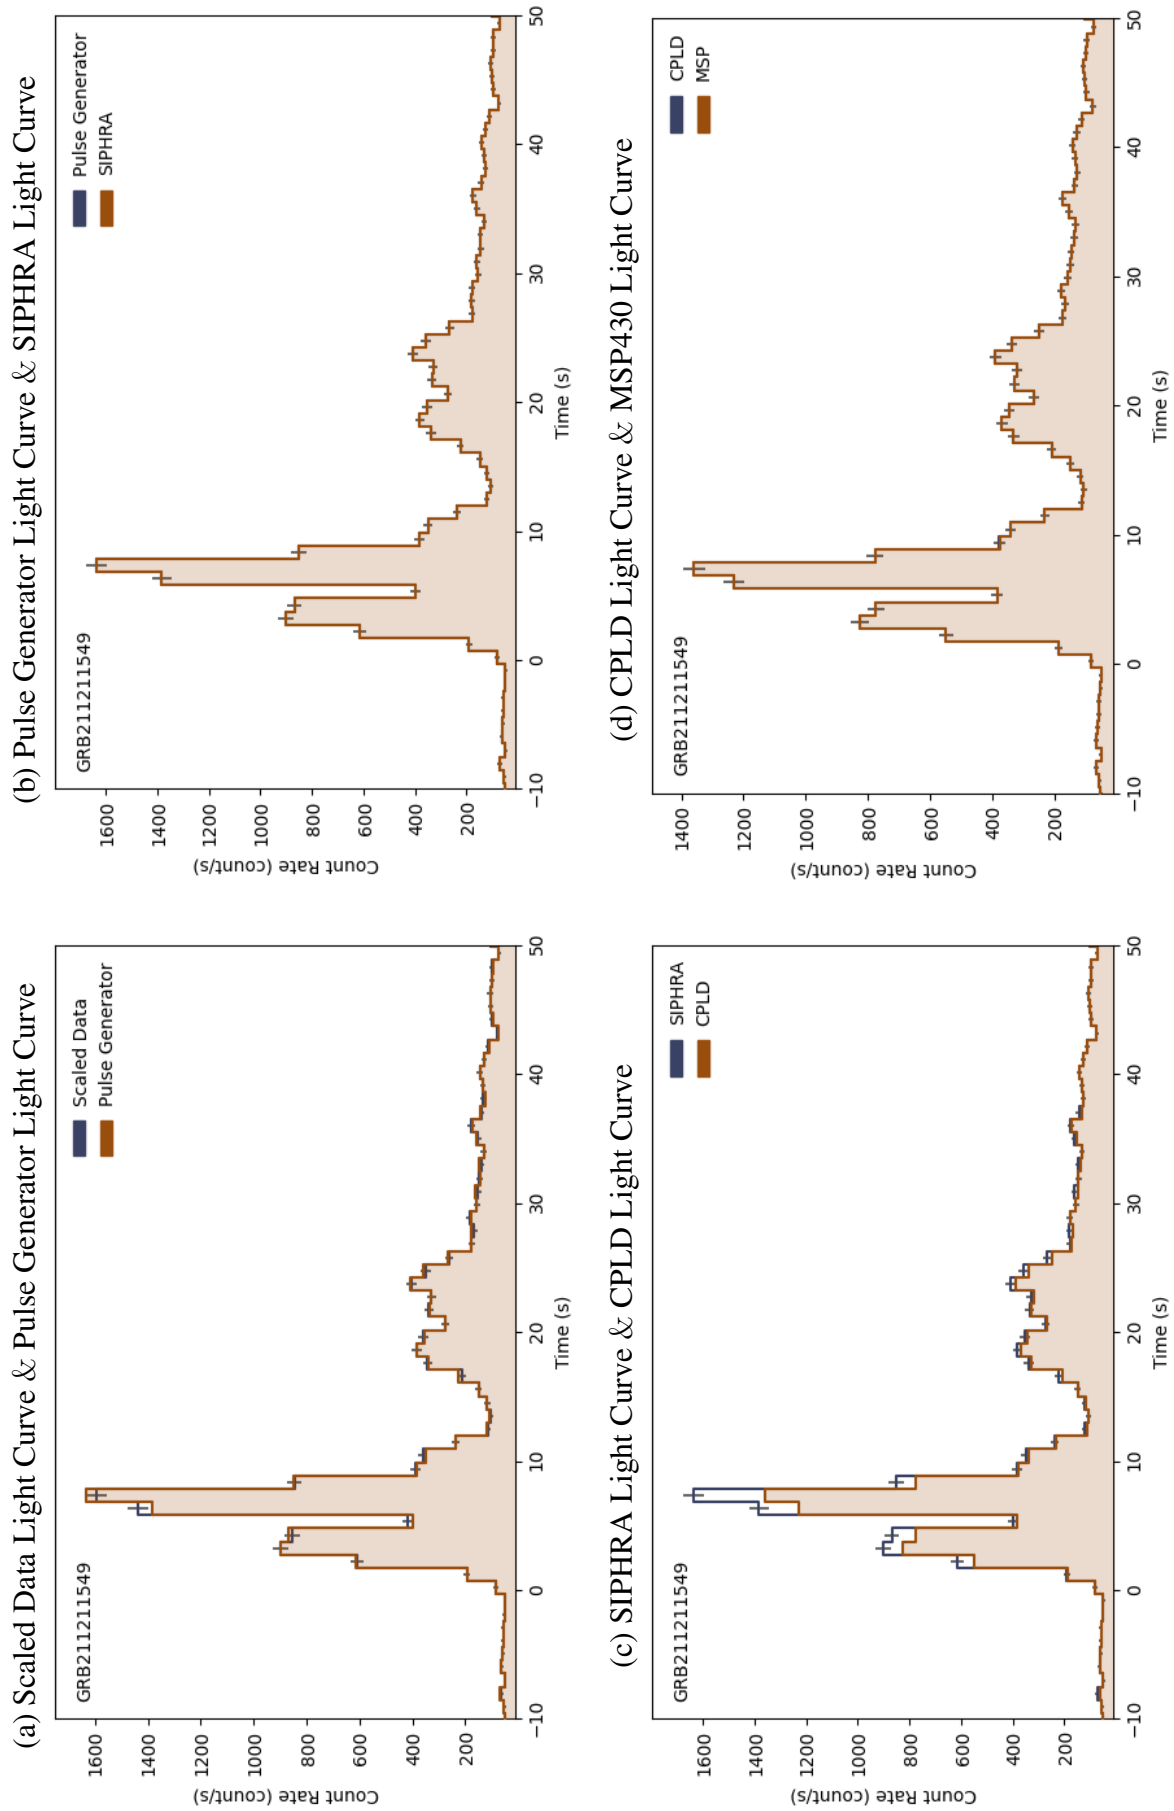 (a) Scaled Data Light Curve & Pulse Generator Light Curve
GRB211211549
Scaled Data
Pulse Generator
Count Rate (count/s)
1600
1400
1200
1000
800
600
400
200
−10 0 10 20 30 40 50
Time (s)
(b) Pulse Generator Light Curve & SIPHRA Light Curve
GRB211211549
Pulse Generator
SIPHRA
Count Rate (count/s)
1600
1400
1200
1000
800
600
400
200
−10 0 10 20 30 40 50
Time (s)
(c) SIPHRA Light Curve & CPLD Light Curve
GRB211211549
SIPHRA
CPLD
Count Rate (count/s)
1600
1400
1200
1000
800
600
400
200
−10 0 10 20 30 40 50
Time (s)
(d) CPLD Light Curve & MSP430 Light Curve
GRB211211549
CPLD
MSP
Count Rate (count/s)
1400
1200
1000
800
600
400
200
−10 0 10 20 30 40 50
Time (s)